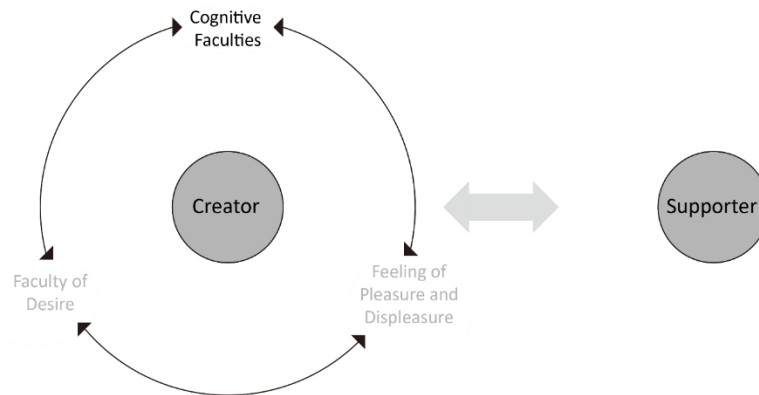 Cognitive
Faculties
Creator
Supporter
Faculty of
Desire
Feeling of
Pleasure and
Displeasure